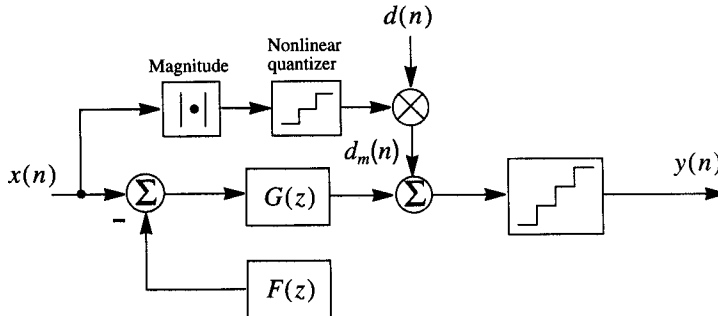 d(n)
Nonlinear
quantizer
Magnitude
|•|
d_m(n)
x(n)
Σ
G(z)
Σ
y(n)
–
F(z)